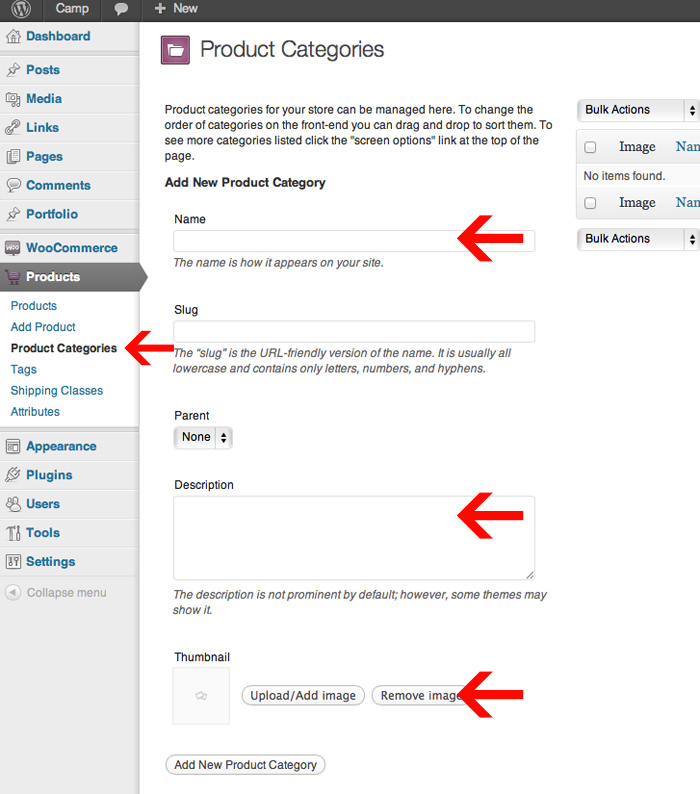 Camp
New
Dashboard
Posts
Media
Links
Pages
Comments
Portfolio
WooCommerce
Products
Products
Add Product
Product Categories
Tags
Shipping Classes
Attributes
Appearance
Plugins
Users
Tools
Settings
Collapse menu
Product Categories
Product categories for your store can be managed here. To change the
order of categories on the front-end you can drag and drop to sort them. To
see more categories listed click the "screen options" link at the top of the
page.
Add New Product Category
Name
The name is how it appears on your site.
Slug
The “slug” is the URL-friendly version of the name. It is usually all
lowercase and contains only letters, numbers, and hyphens.
Parent
None
Description
The description is not prominent by default; however, some themes may
show it.
Thumbnail
Upload/Add image
Remove image
Add New Product Category
Bulk Actions
Image Nan
No items found.
Image Nan
Bulk Actions